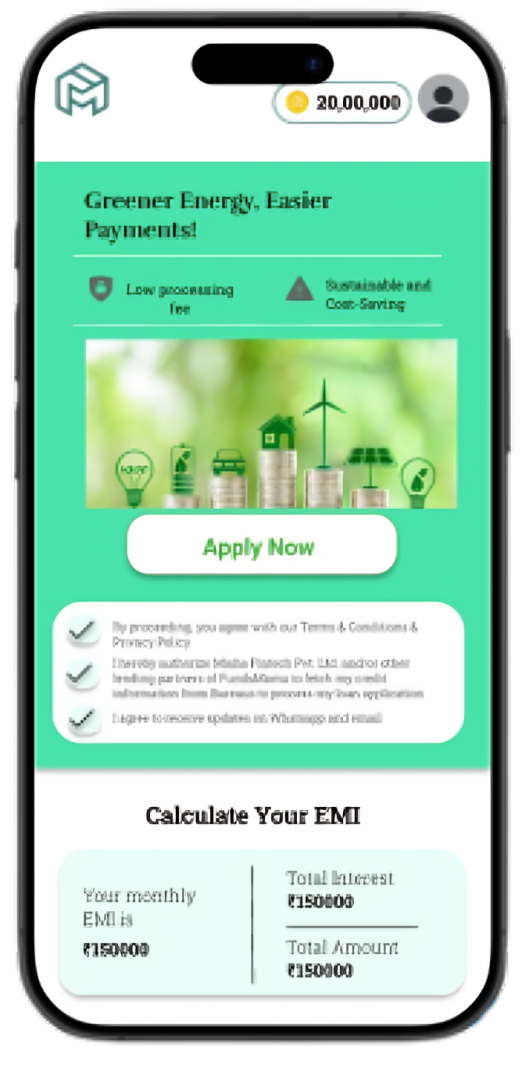 20,00,000
Greener Energy, Easier
Payments!
Low processing
fee
Sustainable and
Cost-Saving
Apply Now
By proceeding, you agree with our Terms & Conditions &
Privacy Policy
I hereby authorize Pvt. Ltd. and/or other
lending partners of to fetch my credit
information from Bureaus to process my loan application
I agree to receive updates on Whatsapp and email
Calculate Your EMI
Your monthly
EMI is
₹150000
Total Interest
₹150000
Total Amount
₹150000